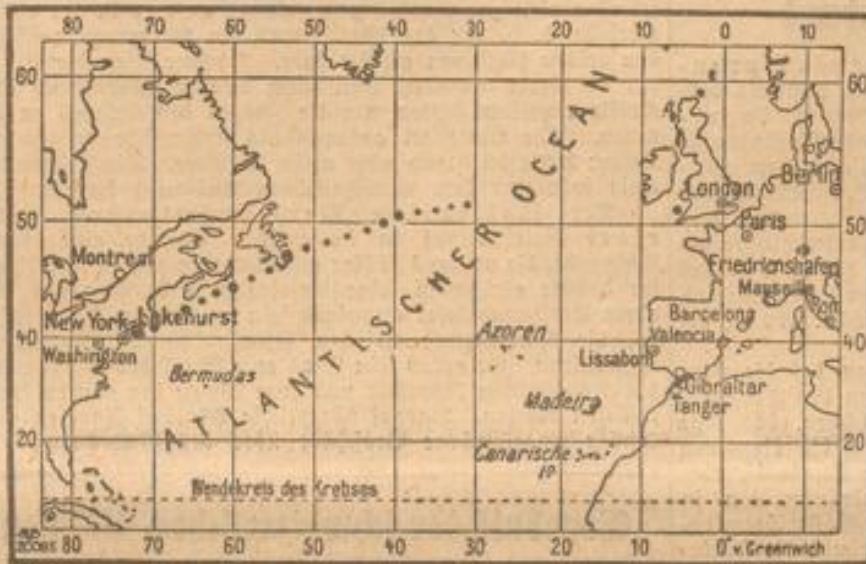 80 70 60 50 40 30 20 10 0 10
60 60
ATLANTISCHER OCEAN
London
Berlin
50 50
Paris
Montreal
Friedrichshafen
Marseille
New York
Lakehurst
Barcelona
Rom
Azoren
Valencia
40 40
Washington
Lissabon
Bermudas
Gibraltar
Madeira
Tanger
20 20
Canarische
Wendekreis des Krebses
80 70 60 50 40 30 20 10 0° v. Greenwich